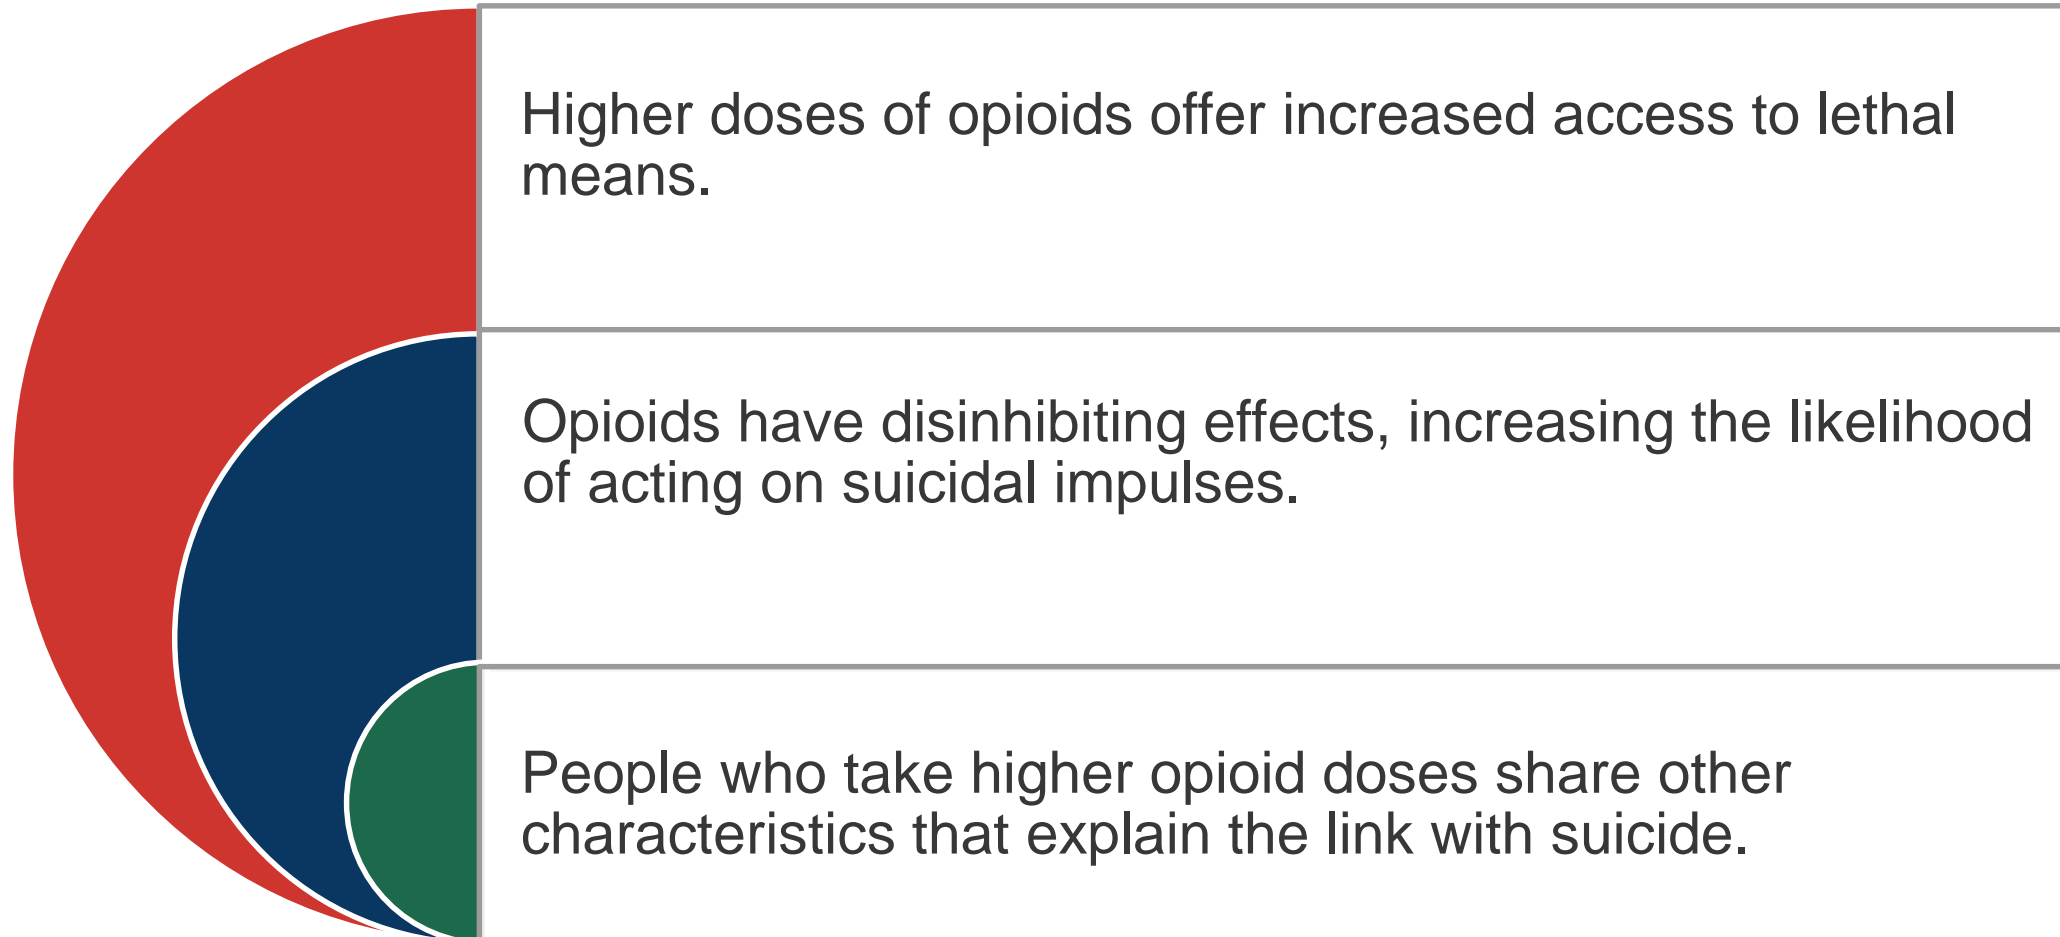 Higher doses of opioids offer increased access to lethal
means.
Opioids have disinhibiting effects, increasing the likelihood
of acting on suicidal impulses.
People who take higher opioid doses share other
characteristics that explain the link with suicide.